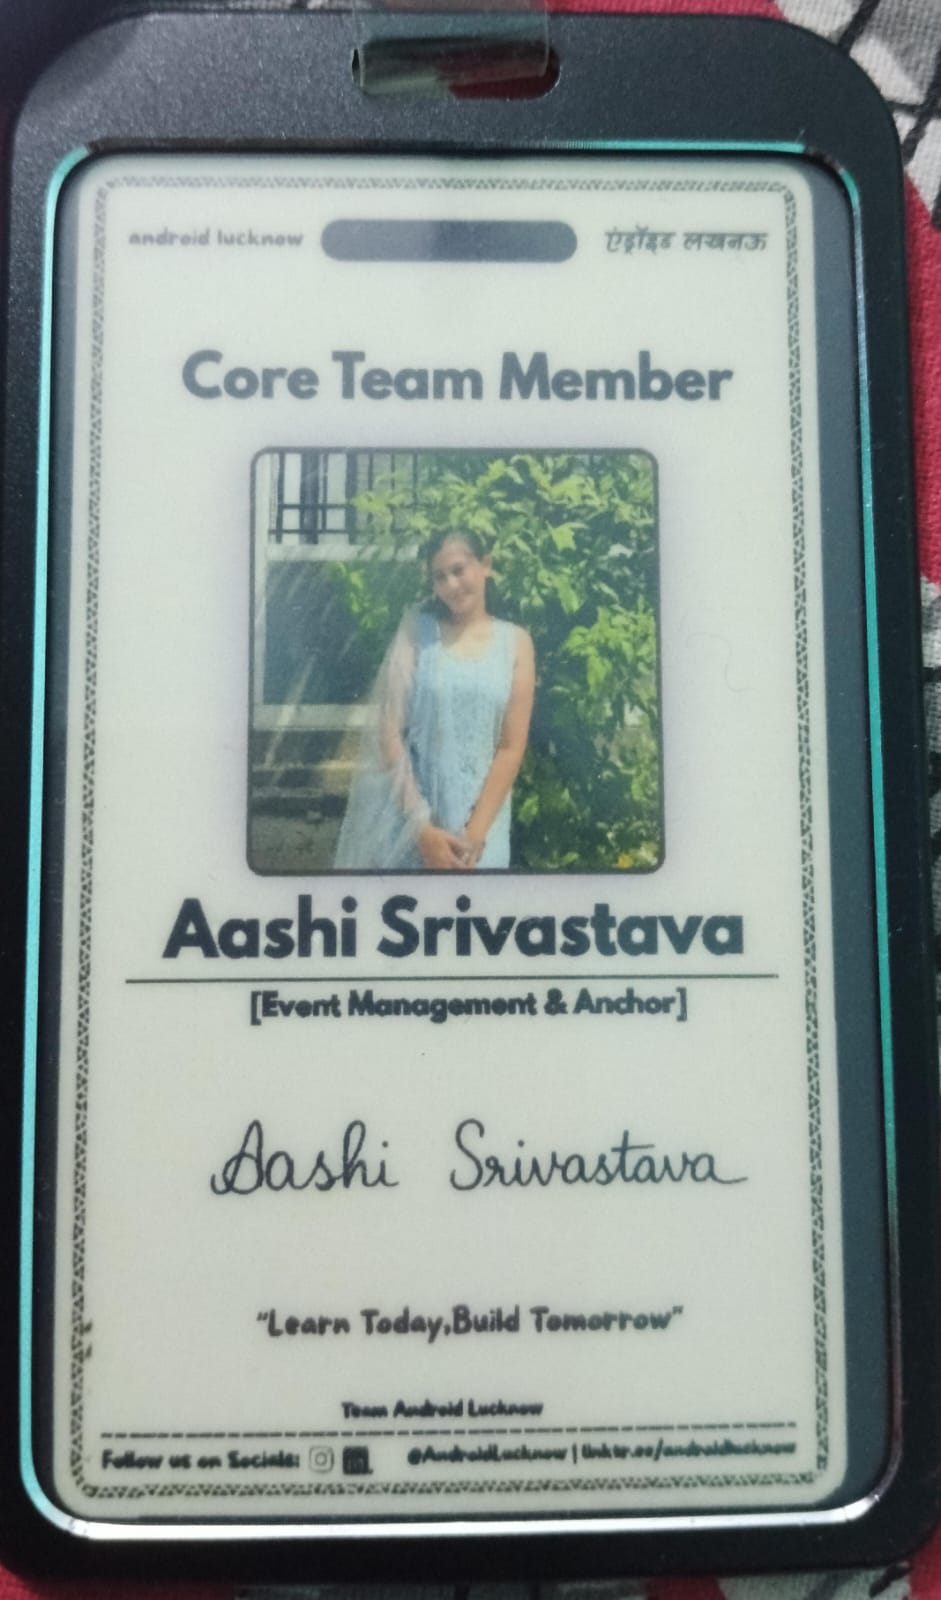 android lucknow एंड्रॉइड लखनऊ
Core Team Member
Aashi Srivastava
[Event Management & Anchor]
Aashi Srivastava
"Learn Today,Build Tomorrow"
Team Android Lucknow
Follow us on Socials: @AndroidLucknow | linktr.ee/androidlucknow